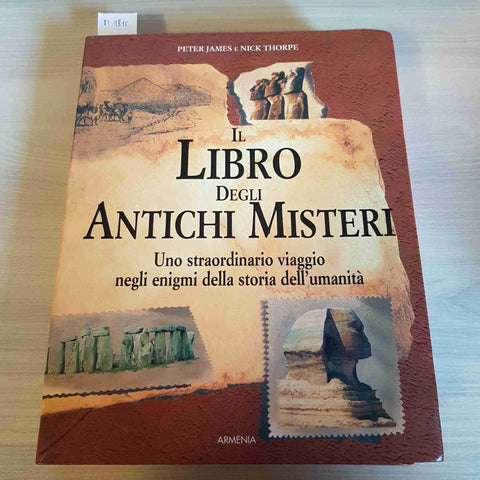 PETER JAMES E NICK THORPE
IL
LIBRO
DEGLI
ANTICHI MISTERI
Uno straordinario viaggio
negli enigmi della storia dell'umanità
ARMENIA